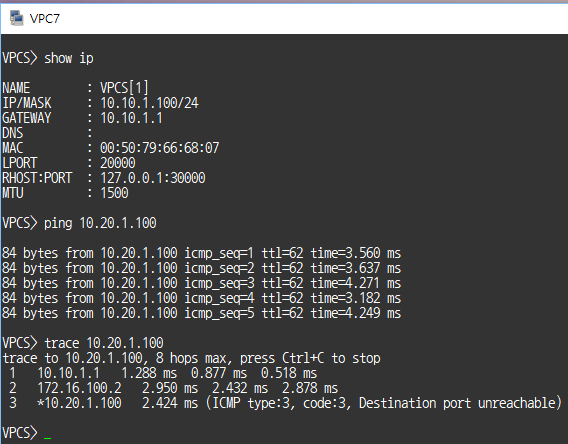 VPC7
VPCS> show ip
NAME : VPCS[1]
IP/MASK : 10.10.1.100/24
GATEWAY : 10.10.1.1
DNS :
MAC : 00:50:79:66:68:07
LPORT : 20000
RHOST:PORT : 127.0.0.1:30000
MTU : 1500
VPCS> ping 10.20.1.100
84 bytes from 10.20.1.100 icmp_seq=1 ttl=62 time=3.560 ms
84 bytes from 10.20.1.100 icmp_seq=2 ttl=62 time=3.637 ms
84 bytes from 10.20.1.100 icmp_seq=3 ttl=62 time=4.271 ms
84 bytes from 10.20.1.100 icmp_seq=4 ttl=62 time=3.182 ms
84 bytes from 10.20.1.100 icmp_seq=5 ttl=62 time=4.249 ms
VPCS> trace 10.20.1.100
trace to 10.20.1.100, 8 hops max, press Ctrl+C to stop
1 10.10.1.1 1.288 ms 0.877 ms 0.518 ms
2 172.16.100.2 2.950 ms 2.432 ms 2.878 ms
3 *10.20.1.100 2.424 ms (ICMP type:3, code:3, Destination port unreachable)
VPCS> _